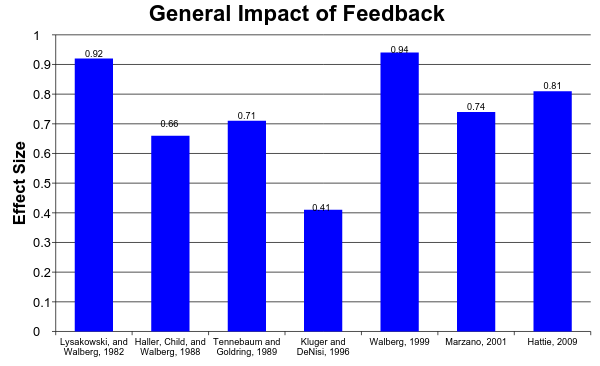 General Impact of Feedback
Effect Size
1
0.9
0.8
0.7
0.6
0.5
0.4
0.3
0.2
0.1
0
0.92
0.66
0.71
0.41
0.94
0.74
0.81
Lysakowski, and
Walberg, 1982
Haller, Child, and
Walberg, 1988
Tennebaum and
Goldring, 1989
Kluger and
DeNisi, 1996
Walberg, 1999
Marzano, 2001
Hattie, 2009